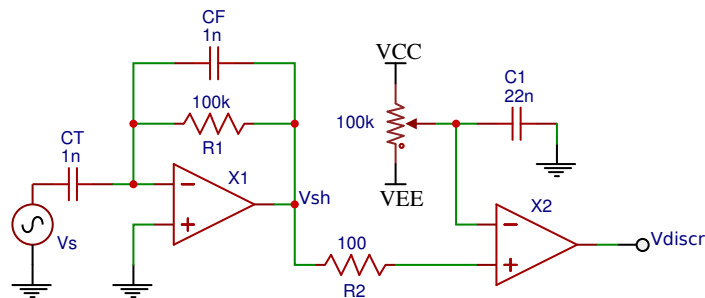 CF
1n
VCC
C1
22n
100k
100k
R1
CT
1n
X1
VEE
Vsh
X2
Vs
Vdiscr
100
R2